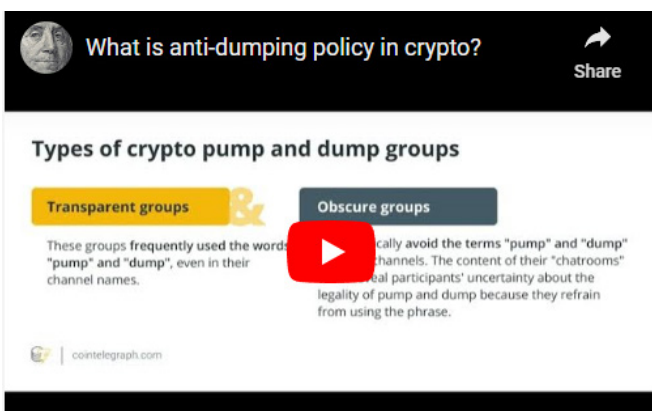 What is anti-dumping policy in crypto?
Share
Types of crypto pump and dump groups
&
Transparent groups
These groups frequently used the words
"pump" and "dump", even in their
channel names.
Obscure groups
cally avoid the terms "pump" and "dump"
channels. The content of their "chatrooms"
eal participants' uncertainty about the
legality of pump and dump because they refrain
from using the phrase.
cointelegraph.com